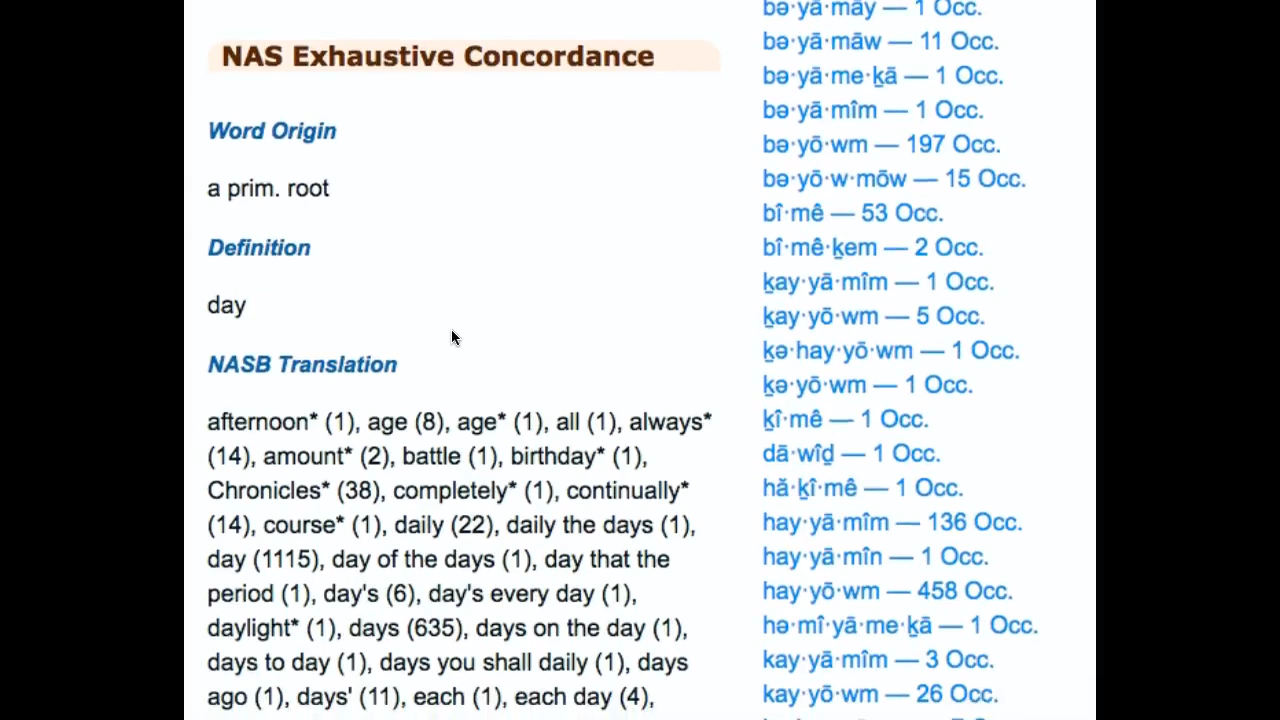 NAS Exhaustive Concordance
Word Origin
a prim. root
Definition
day
NASB Translation
afternoon* (1), age (8), age* (1), all (1), always*
(14), amount* (2), battle (1), birthday* (1),
Chronicles* (38), completely* (1), continually*
(14), course* (1), daily (22), daily the days (1),
day (1115), day of the days (1), day that the
period (1), day's (6), day's every day (1),
daylight* (1), days (635), days on the day (1),
days to day (1), days you shall daily (1), days
ago (1), days' (11), each (1), each day (4),
bə·yā·māy — 1 Occ.
bə·yā·māw — 11 Occ.
bə·yā·me·ḵā — 1 Occ.
bə·yā·mîm — 1 Occ.
bə·yō·wm — 197 Occ.
bə·yō·w·mōw — 15 Occ.
bî·mê — 53 Occ.
bî·mê·ḵem — 2 Occ.
ḵay·yā·mîm — 1 Occ.
ḵay·yō·wm — 5 Occ.
ḵə·hay·yō·wm — 1 Occ.
ḵə·yō·wm — 1 Occ.
ḵî·mê — 1 Occ.
dā·wîḏ — 1 Occ.
hă·ḵî·mê — 1 Occ.
hay·yā·mîm — 136 Occ.
hay·yā·mîn — 1 Occ.
hay·yō·wm — 458 Occ.
hə·mî·yā·me·ḵā — 1 Occ.
kay·yā·mîm — 3 Occ.
kay·yō·wm — 26 Occ.